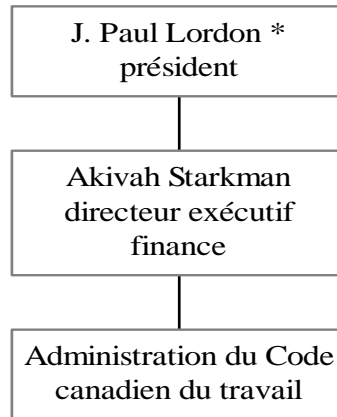 J. Paul Lordon *
président
Akivah Starkman
directeur exécutif
finance
Administration du Code
canadien du travail